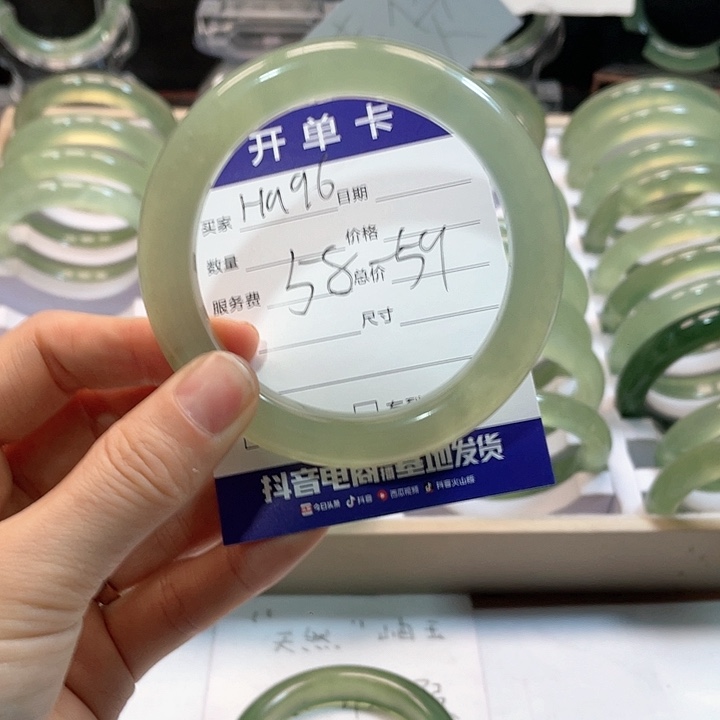 开单卡
买家 Ha96 日期
数量 价格
服务费 58-59 总价
尺寸
抖音电商 基地发货
今日头条 抖音 西瓜视频 抖音火山版
"天然"